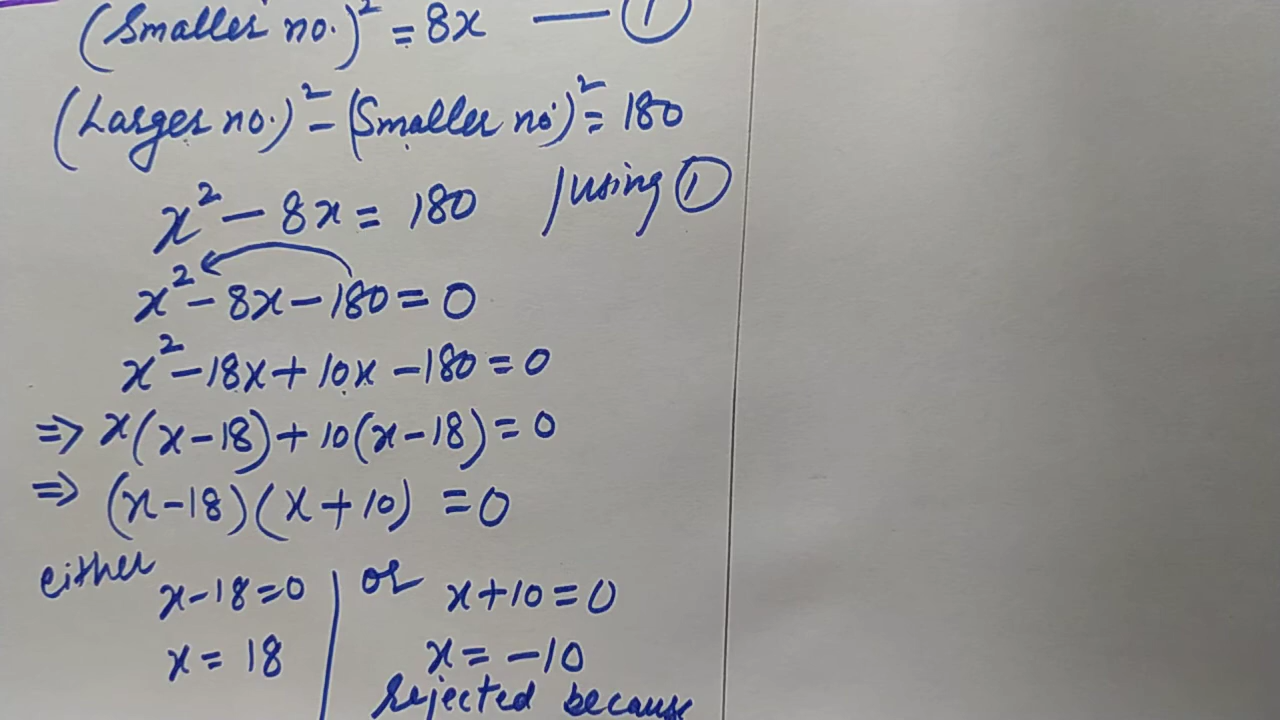 (Smaller no.)² = 8x — ①
(Larger no.)² – (Smaller no.)² = 180
x² – 8x = 180 / using ①
x² – 8x – 180 = 0
x² – 18x + 10x – 180 = 0
⇒ x(x – 18) + 10(x – 18) = 0
⇒ (x – 18)(x + 10) = 0
either x – 18 = 0 | or x + 10 = 0
x = 18 | x = –10
rejected because